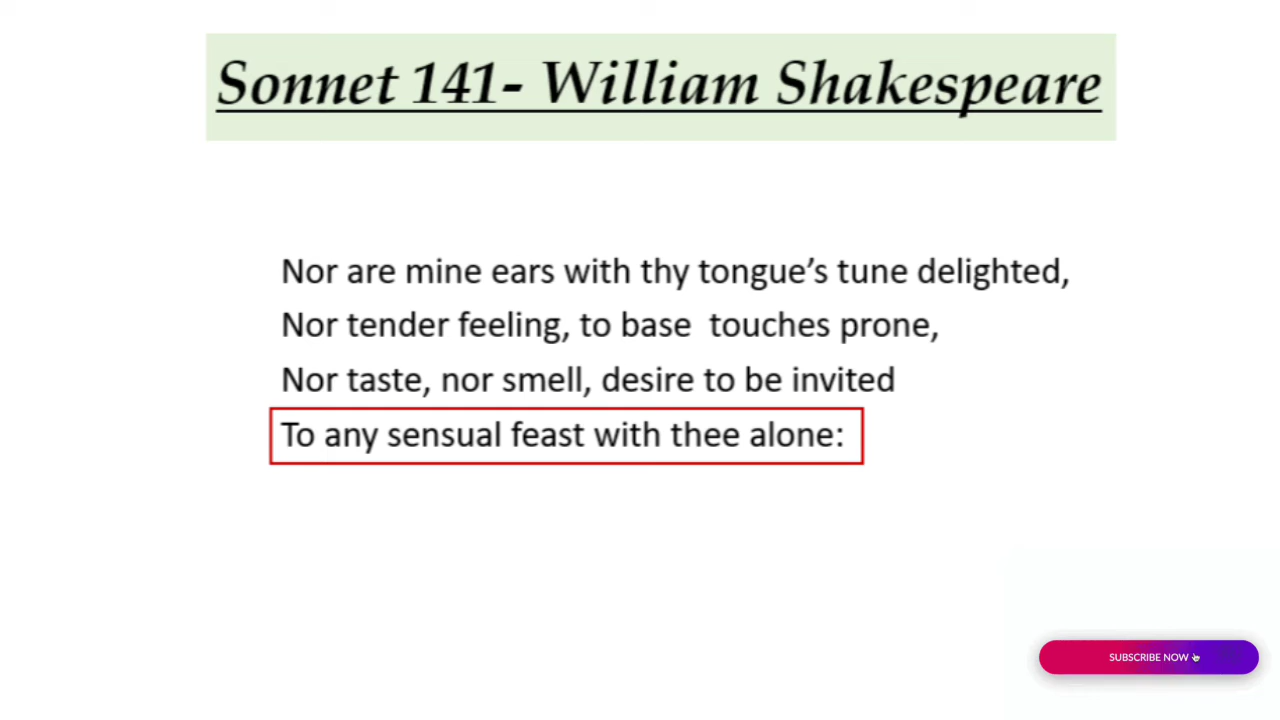 Sonnet 141- William Shakespeare
Nor are mine ears with thy tongue’s tune delighted,
Nor tender feeling, to base  touches prone,
Nor taste, nor smell, desire to be invited
To any sensual feast with thee alone:
SUBSCRIBE NOW